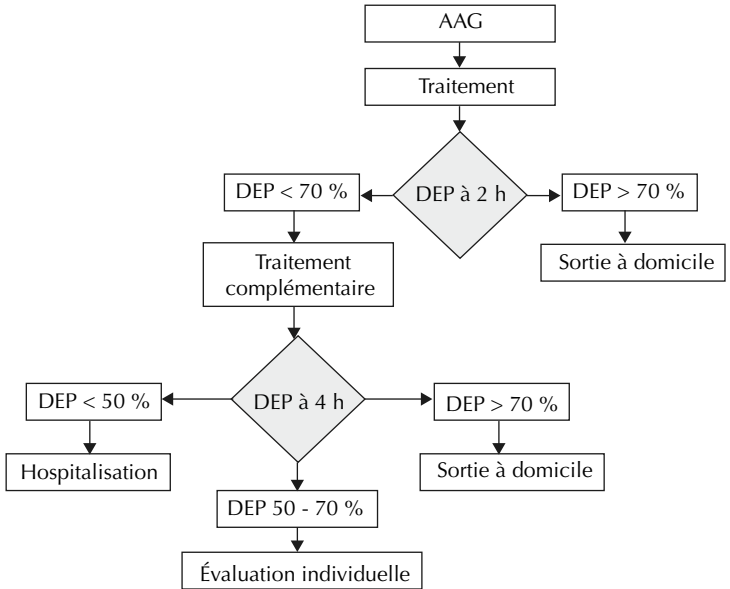 AAG
Traitement
DEP < 70 %
DEP à 2 h
DEP > 70 %
Traitement
complémentaire
Sortie à domicile
DEP < 50 %
DEP à 4 h
DEP > 70 %
Hospitalisation
Sortie à domicile
DEP 50 - 70 %
Évaluation individuelle